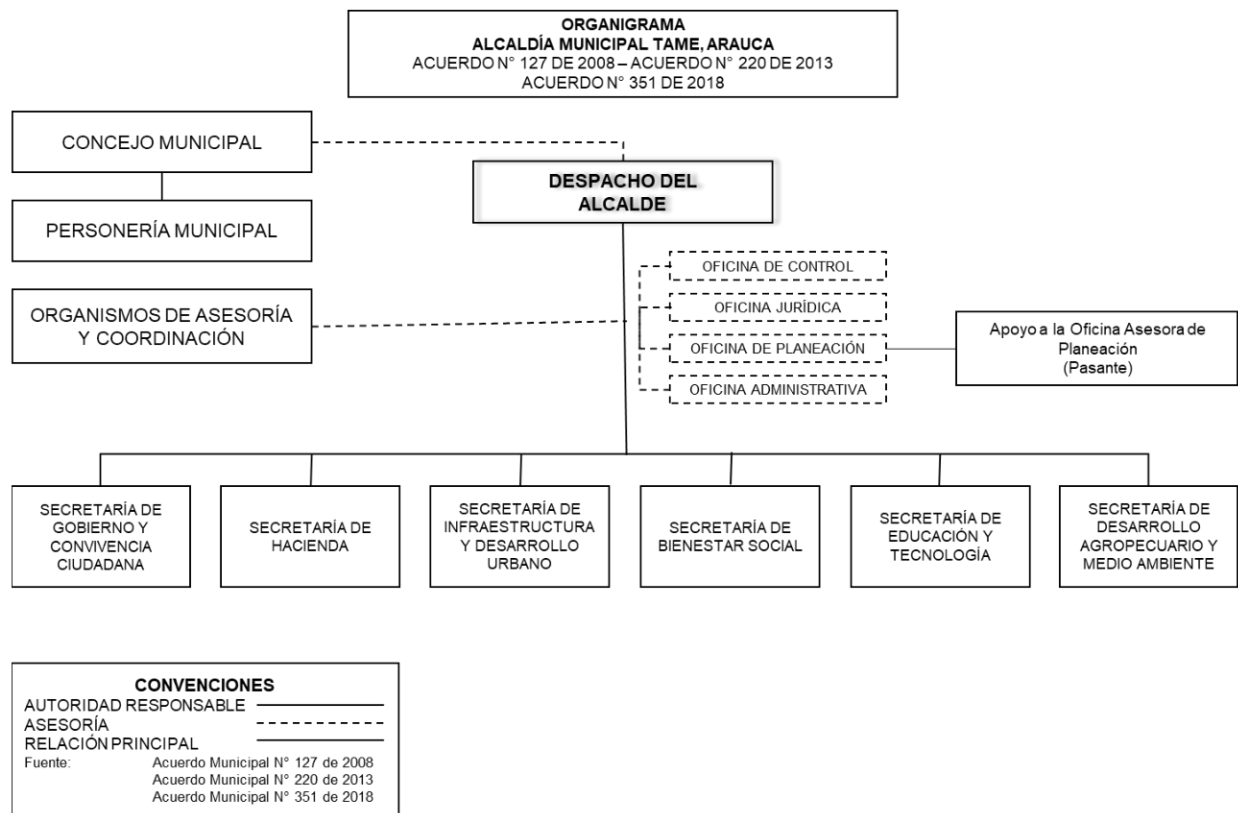 ORGANIGRAMA
ALCALDÍA MUNICIPAL TAME, ARAUCA
ACUERDO N° 127 DE 2008 – ACUERDO N° 220 DE 2013
ACUERDO N° 351 DE 2018
CONCEJO MUNICIPAL
DESPACHO DEL
ALCALDE
PERSONERÍA MUNICIPAL
ORGANISMOS DE ASESORÍA
Y COORDINACIÓN
OFICINA DE CONTROL
OFICINA JURÍDICA
OFICINA DE PLANEACIÓN
OFICINA ADMINISTRATIVA
Apoyo a la Oficina Asesora de
Planeación
(Pasante)
SECRETARÍA DE
GOBIERNO Y
CONVIVENCIA
CIUDADANA
SECRETARÍA DE
HACIENDA
SECRETARÍA DE
INFRAESTRUCTURA
Y DESARROLLO
URBANO
SECRETARÍA DE
BIENESTAR SOCIAL
SECRETARÍA DE
EDUCACIÓN Y
TECNOLOGÍA
SECRETARÍA DE
DESARROLLO
AGROPECUARIO Y
MEDIO AMBIENTE
CONVENCIONES
AUTORIDAD RESPONSABLE
ASESORÍA
RELACIÓN PRINCIPAL
Fuente: Acuerdo Municipal N° 127 de 2008
Acuerdo Municipal N° 220 de 2013
Acuerdo Municipal N° 351 de 2018